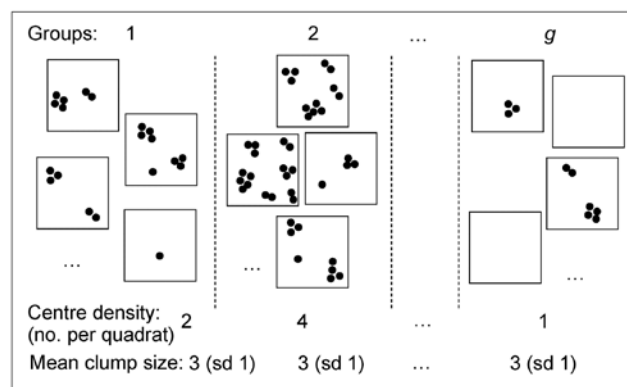 Groups: 1 2 ... g
... ... ...
Centre density: 2 4 ... 1
(no. per quadrat)
Mean clump size: 3 (sd 1) 3 (sd 1) ... 3 (sd 1)